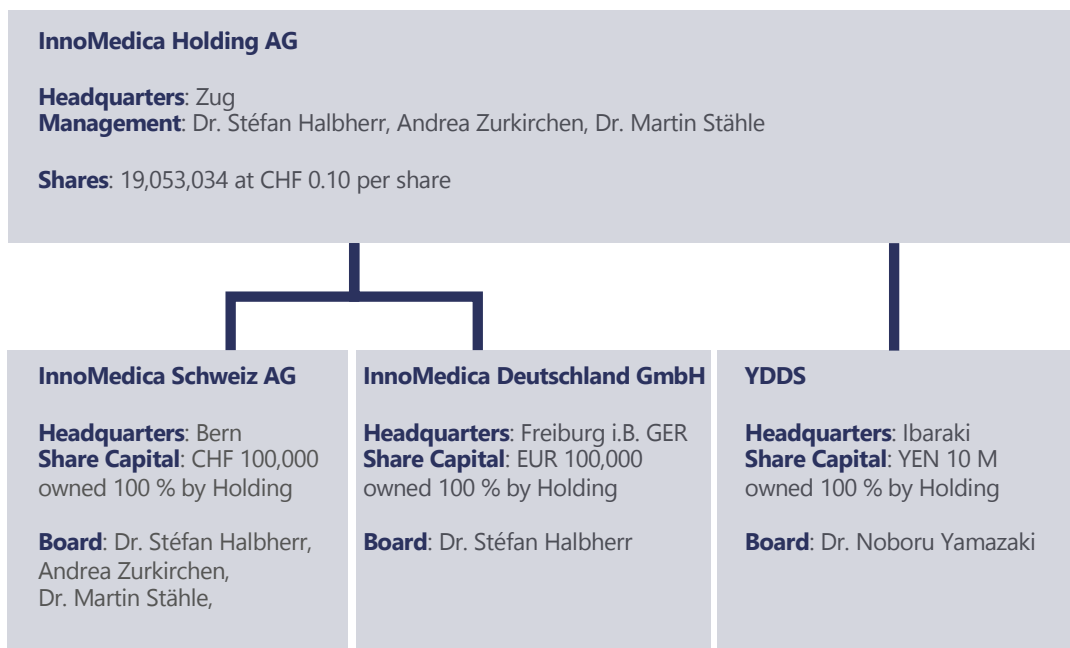 InnoMedica Holding AG
Headquarters: Zug
Management: Dr. Stéfan Halbherr, Andrea Zurkirchen, Dr. Martin Stähle
Shares: 19,053,034 at CHF 0.10 per share
InnoMedica Schweiz AG
Headquarters: Bern
Share Capital: CHF 100,000
owned 100 % by Holding
Board: Dr. Stéfan Halbherr,
Andrea Zurkirchen,
Dr. Martin Stähle,
InnoMedica Deutschland GmbH
Headquarters: Freiburg i.B. GER
Share Capital: EUR 100,000
owned 100 % by Holding
Board: Dr. Stéfan Halbherr
YDDS
Headquarters: Ibaraki
Share Capital: YEN 10 M
owned 100 % by Holding
Board: Dr. Noboru Yamazaki